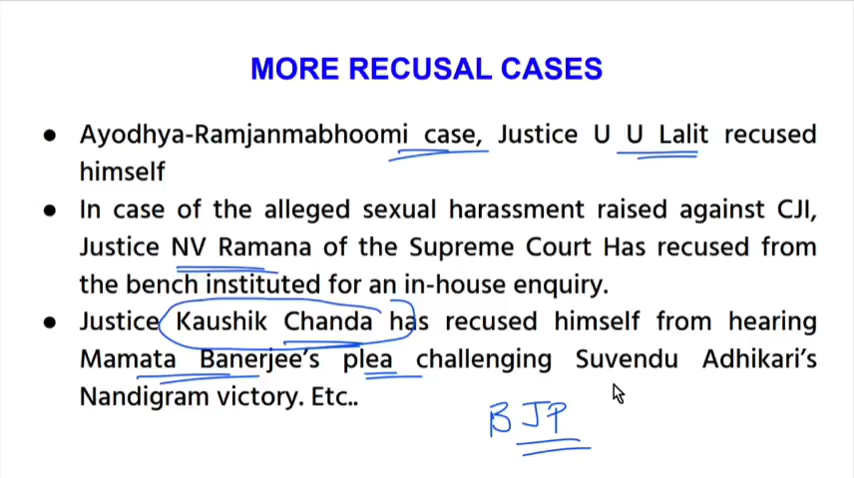 MORE RECUSAL CASES
● Ayodhya-Ramjanmabhoomi case, Justice U U Lalit recused
himself
● In case of the alleged sexual harassment raised against CJI,
Justice NV Ramana of the Supreme Court Has recused from
the bench instituted for an in-house enquiry.
● Justice Kaushik Chanda has recused himself from hearing
Mamata Banerjee's plea challenging Suvendu Adhikari's
Nandigram victory. Etc..
BJP